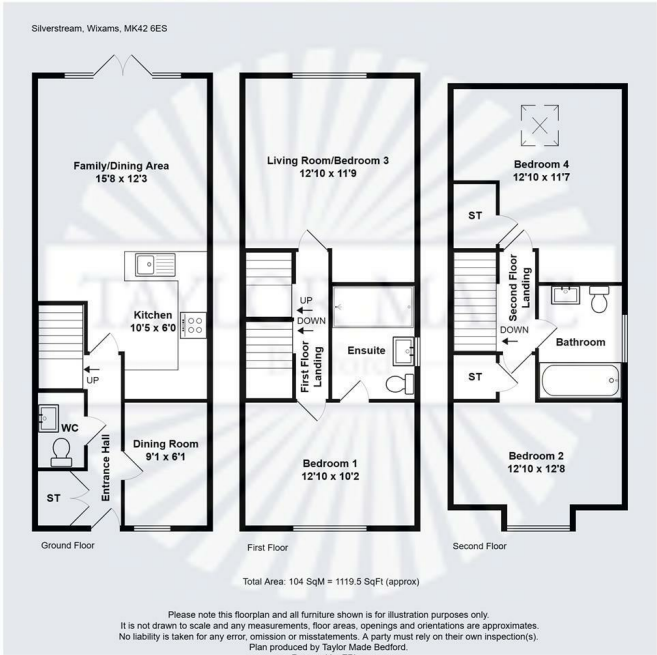 Silverstream, Wixams, MK42 6ES
Family/Dining Area
15'8 x 12'3
Kitchen
10'5 x 6'0
UP
WC
Entrance Hall
Dining Room
9'1 x 6'1
ST
Ground Floor
Living Room/Bedroom 3
12'10 x 11'9
UP
DOWN
First Floor
Landing
Ensuite
Bedroom 1
12'10 x 10'2
First Floor
Bedroom 4
12'10 x 11'7
ST
Second Floor
Landing
DOWN
Bathroom
ST
Bedroom 2
12'10 x 12'8
Second Floor
TAYLOR MADE
Bedford
Total Area: 104 SqM = 1119.5 SqFt (approx)
Please note this floorplan and all furniture shown is for illustration purposes only.
It is not drawn to scale and any measurements, floor areas, openings and orientations are approximates.
No liability is taken for any error, omission or misstatements. A party must rely on their own inspection(s).
Plan produced by Taylor Made Bedford.